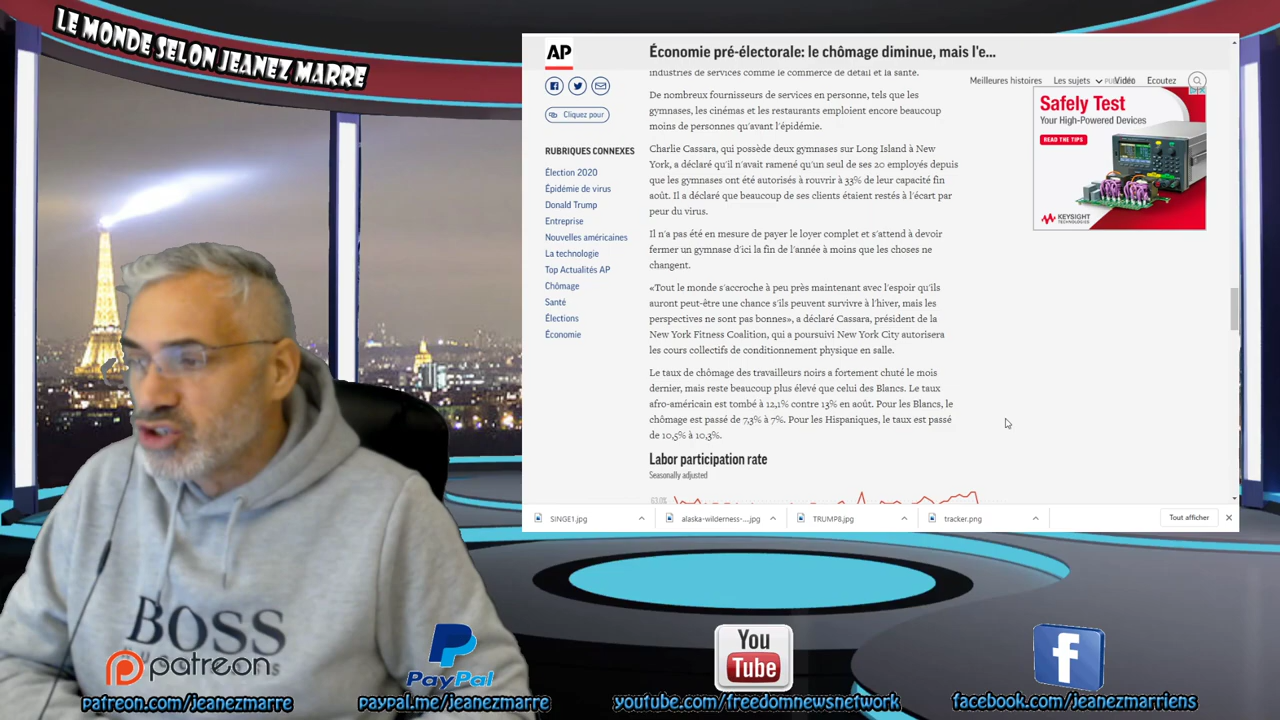 LE MONDE SELON JEANEZ MARRE
AP
Économie pré-électorale: le chômage diminue, mais l'e...
Meilleures histoires Les sujets Vidéo Ecoutez
industries de services comme le commerce de détail et la santé.
De nombreux fournisseurs de services en personne, tels que les
gymnases, les cinémas et les restaurants emploient encore beaucoup
moins de personnes qu'avant l'épidémie.
Charlie Cassara, qui possède deux gymnases sur Long Island à New
York, a déclaré qu'il n'avait ramené qu'un seul de ses 20 employés depuis
que les gymnases ont été autorisés à rouvrir à 33% de leur capacité fin
août. Il a déclaré que beaucoup de ses clients étaient restés à l'écart par
peur du virus.
Il n'a pas été en mesure de payer le loyer complet et s'attend à devoir
fermer un gymnase d'ici la fin de l'année à moins que les choses ne
changent.
«Tout le monde s'accroche à peu près maintenant avec l'espoir qu'ils
auront peut-être une chance s'ils peuvent survivre à l'hiver, mais les
perspectives ne sont pas bonnes», a déclaré Cassara, président de la
New York Fitness Coalition, qui a poursuivi New York City autorisera
les cours collectifs de conditionnement physique en salle.
Le taux de chômage des travailleurs noirs a fortement chuté le mois
dernier, mais reste beaucoup plus élevé que celui des Blancs. Le taux
afro-américain est tombé à 12,1% contre 13% en août. Pour les Blancs, le
chômage est passé de 7,3% à 7%. Pour les Hispaniques, le taux est passé
de 10,5% à 10,3%.
Labor participation rate
Seasonally adjusted
Cliquez pour
RUBRIQUES CONNEXES
Élection 2020
Épidémie de virus
Donald Trump
Entreprise
Nouvelles américaines
La technologie
Top Actualités AP
Chômage
Santé
Élections
Économie
Safely Test
Your High-Powered Devices
READ THE TIPS
KEYSIGHT
TECHNOLOGIES
SINGE1.jpg
alaska-wilderness-....jpg
TRUMP8.jpg
tracker.png
Tout afficher
BOSS
patreon
PayPal
You
Tube
f
patreon.com/jeanezmarre
paypal.me/jeanezmarre
youtube.com/freedomnewsnetwork
facebook.com/jeanezmarriens